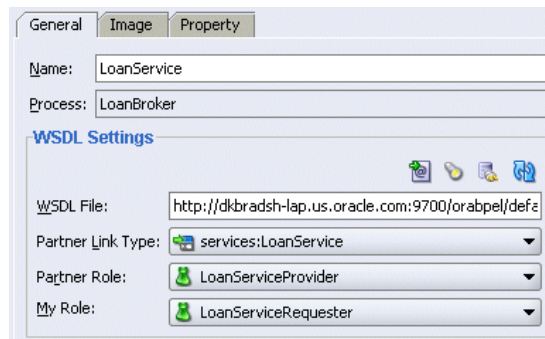 General Image Property
Name: LoanService
Process: LoanBroker
WSDL Settings
WSDL File: http://dkbradsh-lap.us.oracle.com:9700/orabpel/defa
Partner Link Type: services:LoanService
Partner Role: LoanServiceProvider
My Role: LoanServiceRequester